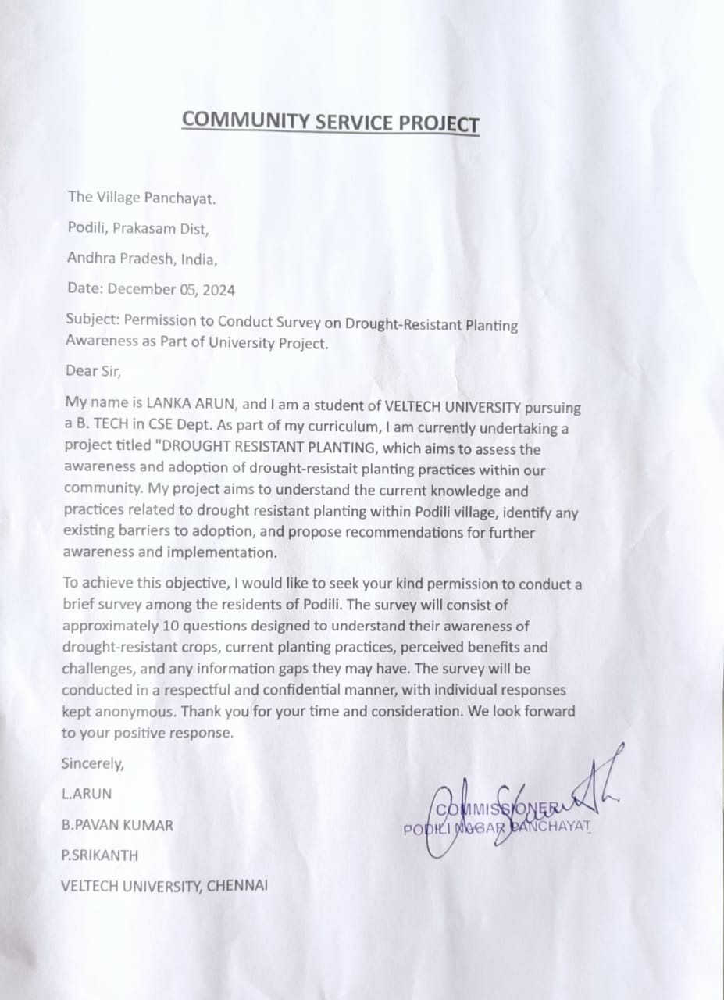 COMMUNITY SERVICE PROJECT
The Village Panchayat.
Podili, Prakasam Dist,
Andhra Pradesh, India,
Date: December 05, 2024
Subject: Permission to Conduct Survey on Drought-Resistant Planting
Awareness as Part of University Project.
Dear Sir,
My name is LANKA ARUN, and I am a student of VELTECH UNIVERSITY pursuing
a B. TECH in CSE Dept. As part of my curriculum, I am currently undertaking a
project titled "DROUGHT RESISTANT PLANTING, which aims to assess the
awareness and adoption of drought-resistait planting practices within our
community. My project aims to understand the current knowledge and
practices related to drought resistant planting within Podili village, identify any
existing barriers to adoption, and propose recommendations for further
awareness and implementation.
To achieve this objective, I would like to seek your kind permission to conduct a
brief survey among the residents of Podili. The survey will consist of
approximately 10 questions designed to understand their awareness of
drought-resistant crops, current planting practices, perceived benefits and
challenges, and any information gaps they may have. The survey will be
conducted in a respectful and confidential manner, with individual responses
kept anonymous. Thank you for your time and consideration. We look forward
to your positive response.
Sincerely,
L.ARUN
B.PAVAN KUMAR
P.SRIKANTH
VELTECH UNIVERSITY, CHENNAI
COMMISSIONER
PODILI NAGAR PANCHAYAT